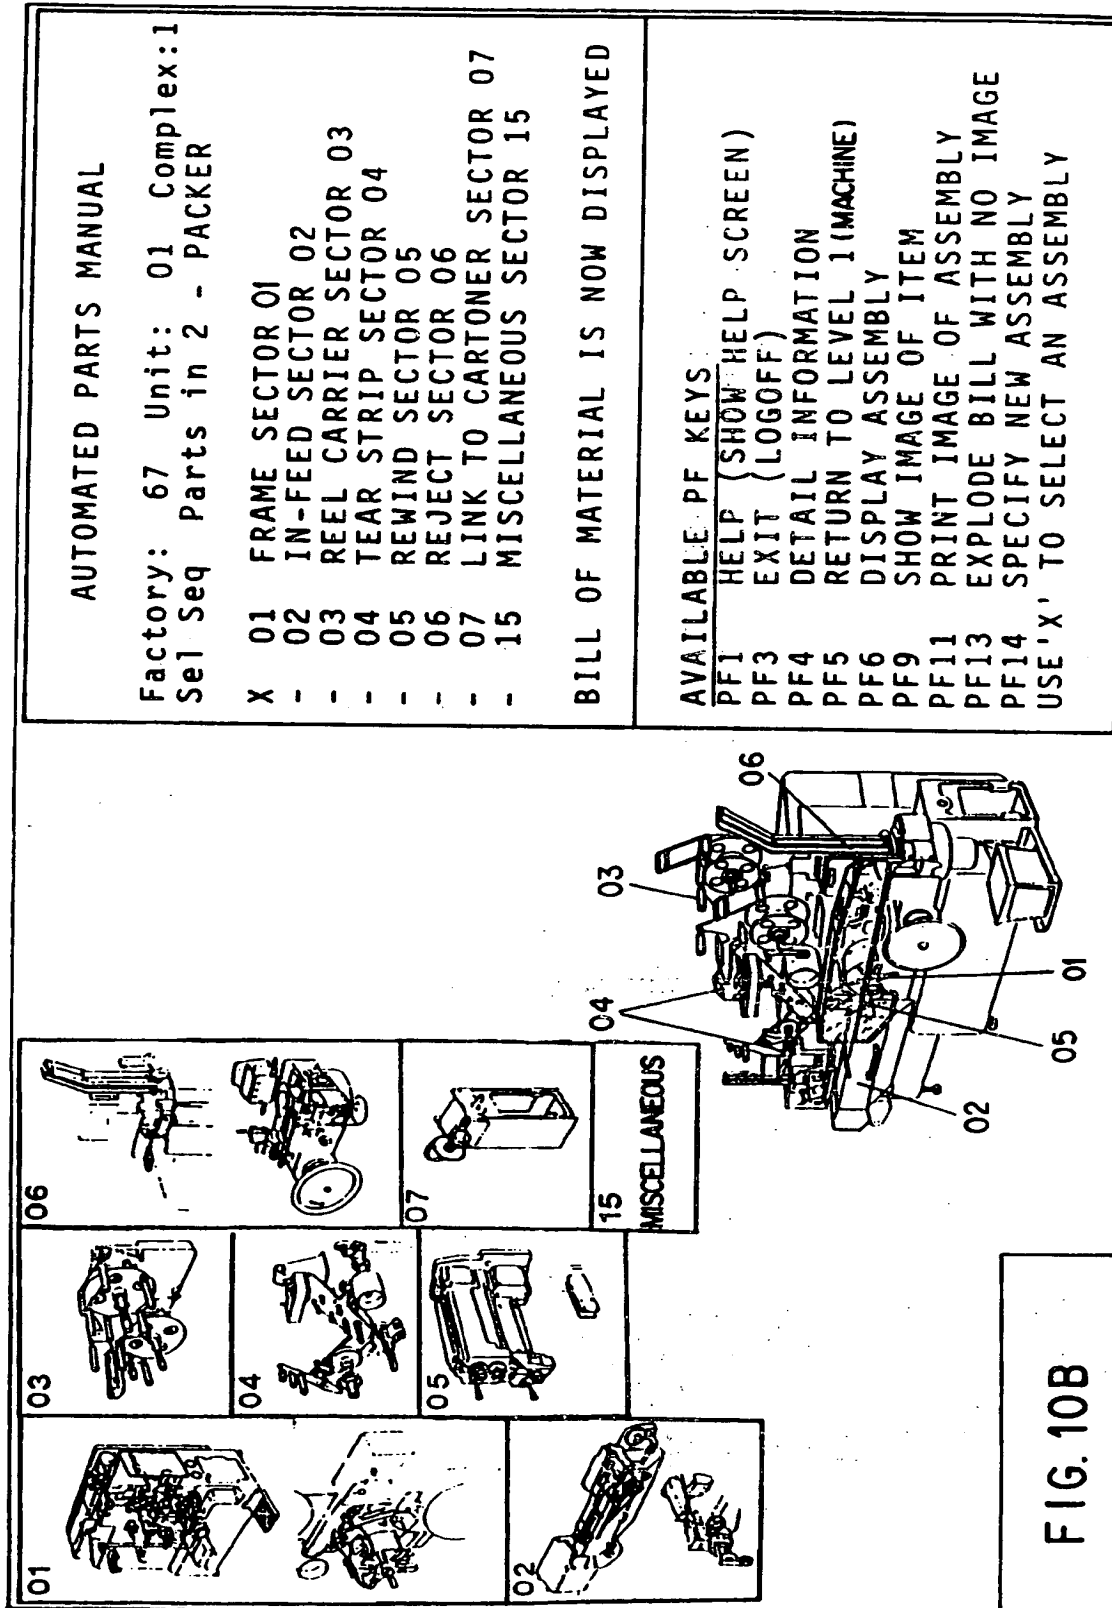 AUTOMATED PARTS MANUAL
Factory: 67 Unit: 01 Complex:1
Sel Seq Parts in 2 - PACKER
X 01 FRAME SECTOR 01
- 02 IN-FEED SECTOR 02
- 03 REEL CARRIER SECTOR 03
- 04 TEAR STRIP SECTOR 04
- 05 REWIND SECTOR 05
- 06 REJECT SECTOR 06
- 07 LINK TO CARTONER SECTOR 07
- 15 MISCELLANEOUS SECTOR 15
BILL OF MATERIAL IS NOW DISPLAYED
AVAILABLE PF KEYS
PF1 HELP (SHOW HELP SCREEN)
PF3 EXIT (LOGOFF)
PF4 DETAIL INFORMATION
PF5 RETURN TO LEVEL 1 (MACHINE)
PF6 DISPLAY ASSEMBLY
PF9 SHOW IMAGE OF ITEM
PF11 PRINT IMAGE OF ASSEMBLY
PF13 EXPLODE BILL WITH NO IMAGE
PF14 SPECIFY NEW ASSEMBLY
USE 'X' TO SELECT AN ASSEMBLY
01
03
06
04
02
05
07
15
MISCELLANEOUS
04
03
06
02
05
01
FIG. 10B